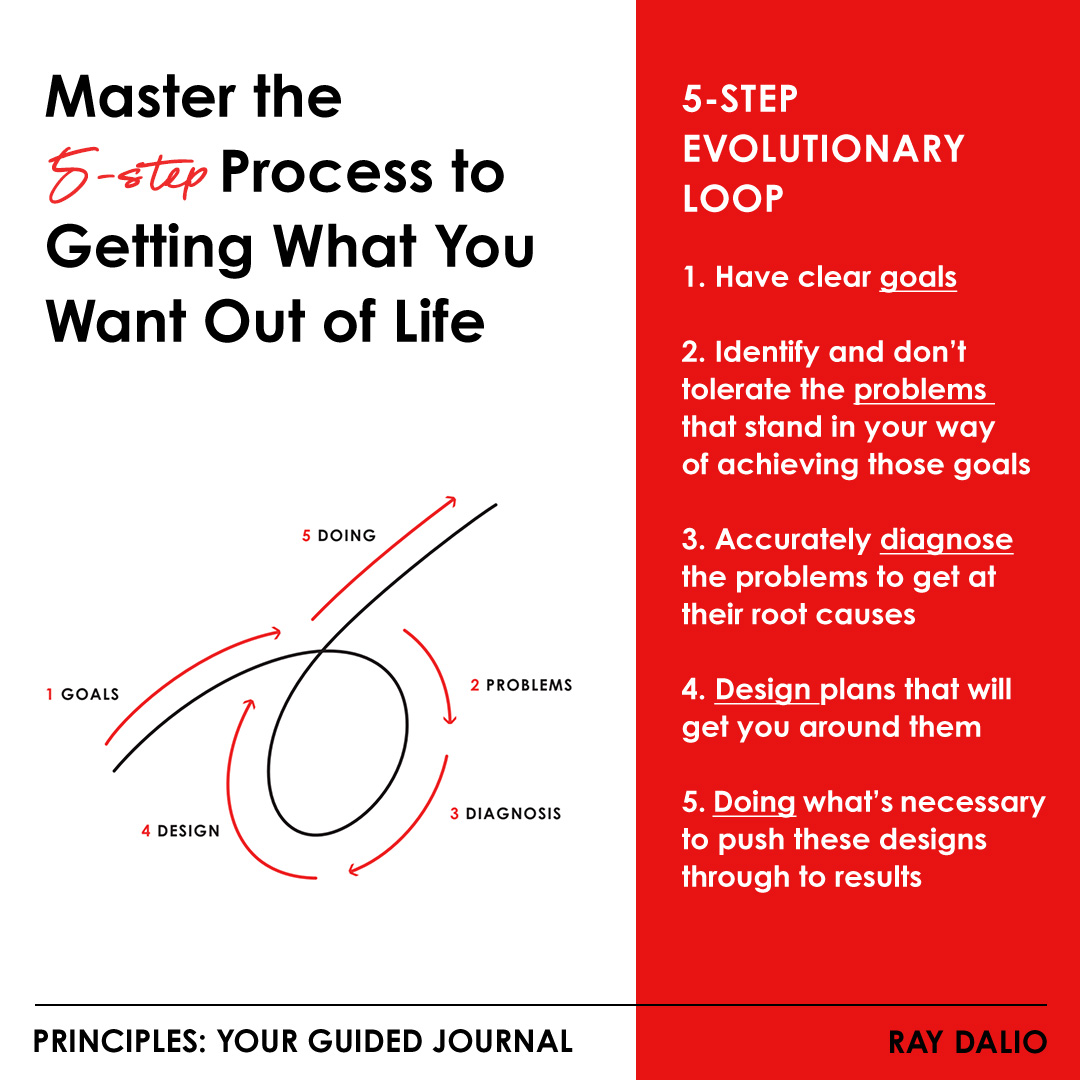 Master the
5-step Process to
Getting What You
Want Out of Life
5 DOING
1 GOALS
2 PROBLEMS
3 DIAGNOSIS
4 DESIGN
5-STEP
EVOLUTIONARY
LOOP
1. Have clear goals
2. Identify and don’t
tolerate the problems
that stand in your way
of achieving those goals
3. Accurately diagnose
the problems to get at
their root causes
4. Design plans that will
get you around them
5. Doing what’s necessary
to push these designs
through to results
PRINCIPLES: YOUR GUIDED JOURNAL
RAY DALIO